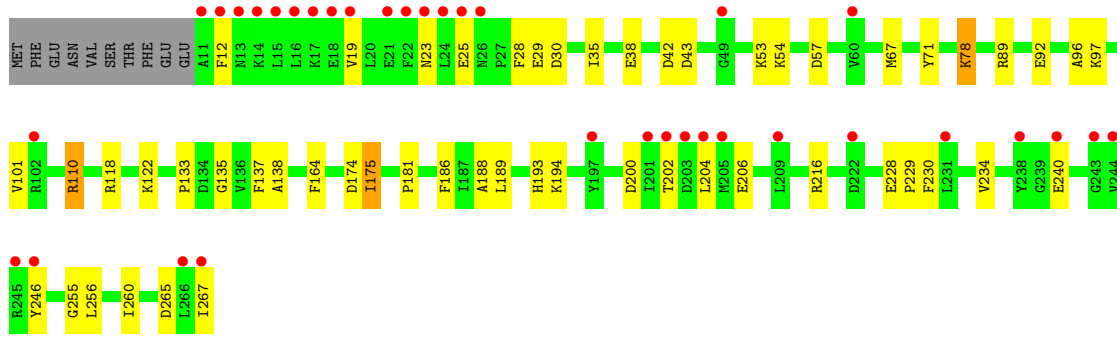 MET PHE GLU ASN VAL SER THR PHE GLU GLU A11 F12 N13 K14 L15 L16 K17 E18 V19 L20 E21 F22 N23 L24 E25 N26 P27 F28 E29 D30 I35 E38 D42 D43 G49 K53 K54 D57 V60 M67 Y71 K78 R89 E92 A96 K97
V101 R102 R110 R118 K122 P133 D134 G135 V136 F137 A138 F164 D174 I175 P181 F186 I187 A188 L189 H193 K194 Y197 D200 I201 T202 D203 L204 M205 E206 L209 R216 D222 E228 P229 F230 L231 V234 Y238 G239 E240 G243 V244
R245 Y246 G255 L256 I260 D265 L266 I267